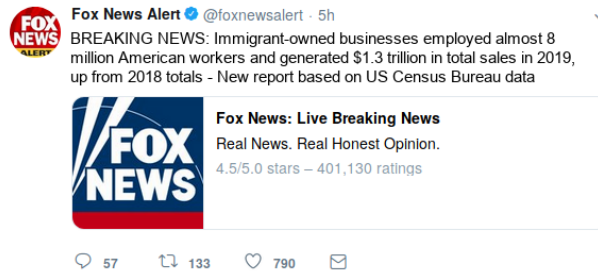 FOX
NEWS
ALERT
Fox News Alert @foxnewsalert · 5h
BREAKING NEWS: Immigrant-owned businesses employed almost 8
million American workers and generated $1.3 trillion in total sales in 2019,
up from 2018 totals - New report based on US Census Bureau data
FOX
NEWS
Fox News: Live Breaking News
Real News. Real Honest Opinion.
4.5/5.0 stars – 401,130 ratings
57 133 790